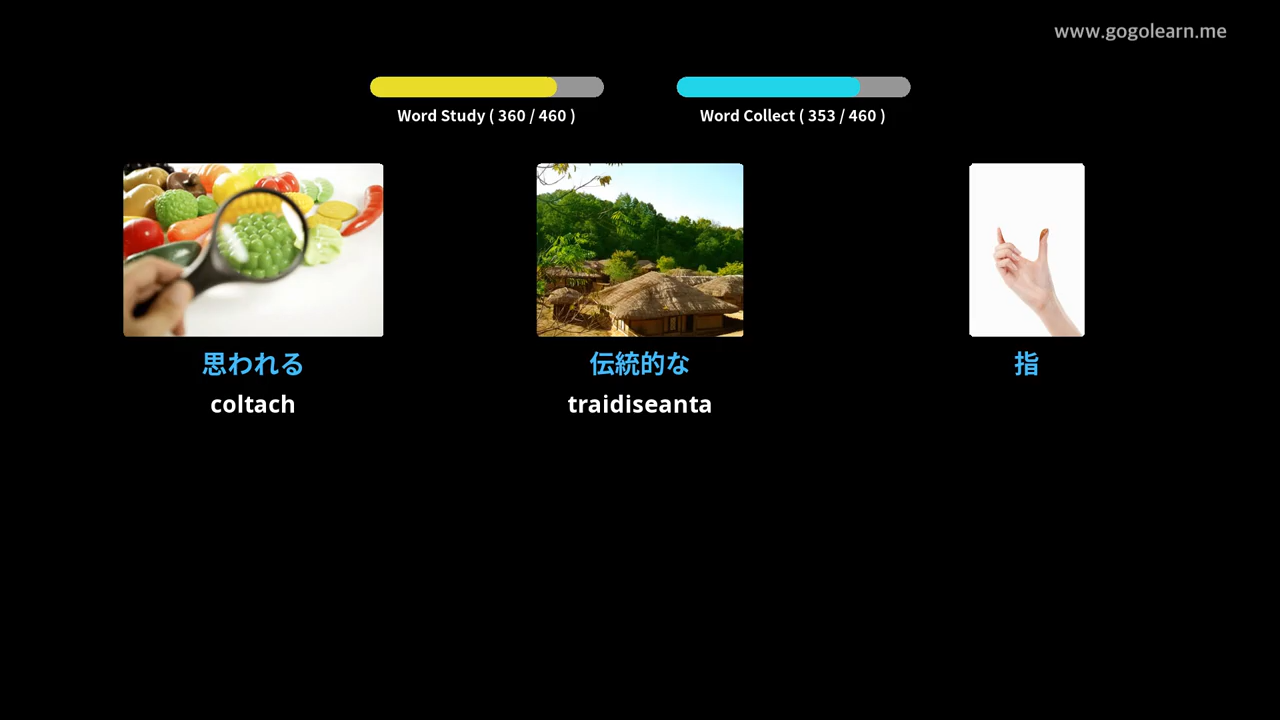 www.gogolearn.me
Word Study ( 360 / 460 )
Word Collect ( 353 / 460 )
思われる
伝統的な
指
coltach
traidiseanta